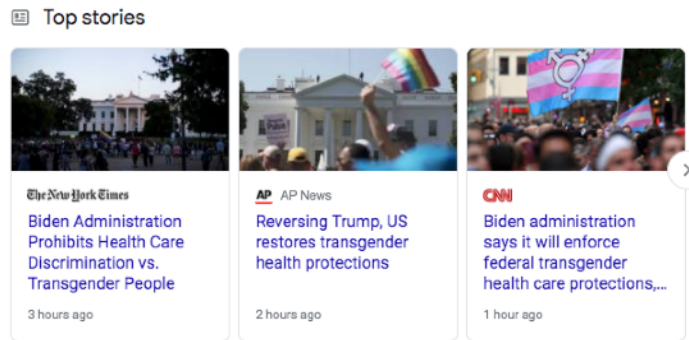 Top stories
The New York Times
Biden Administration
Prohibits Health Care
Discrimination vs.
Transgender People
3 hours ago
AP AP News
Reversing Trump, US
restores transgender
health protections
2 hours ago
CNN
Biden administration
says it will enforce
federal transgender
health care protections,...
1 hour ago